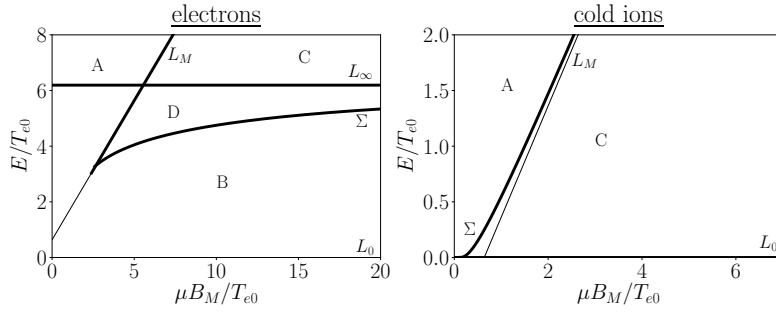 electrons
8
6
4
2
0
E/T_{e0}
A
L_M
C
L_∞
D
Σ
B
L_0
0
5
10
15
20
μB_M/T_{e0}
cold ions
2.0
1.5
1.0
0.5
0.0
E/T_{e0}
A
L_M
C
Σ
L_0
0
2
4
6
μB_M/T_{e0}